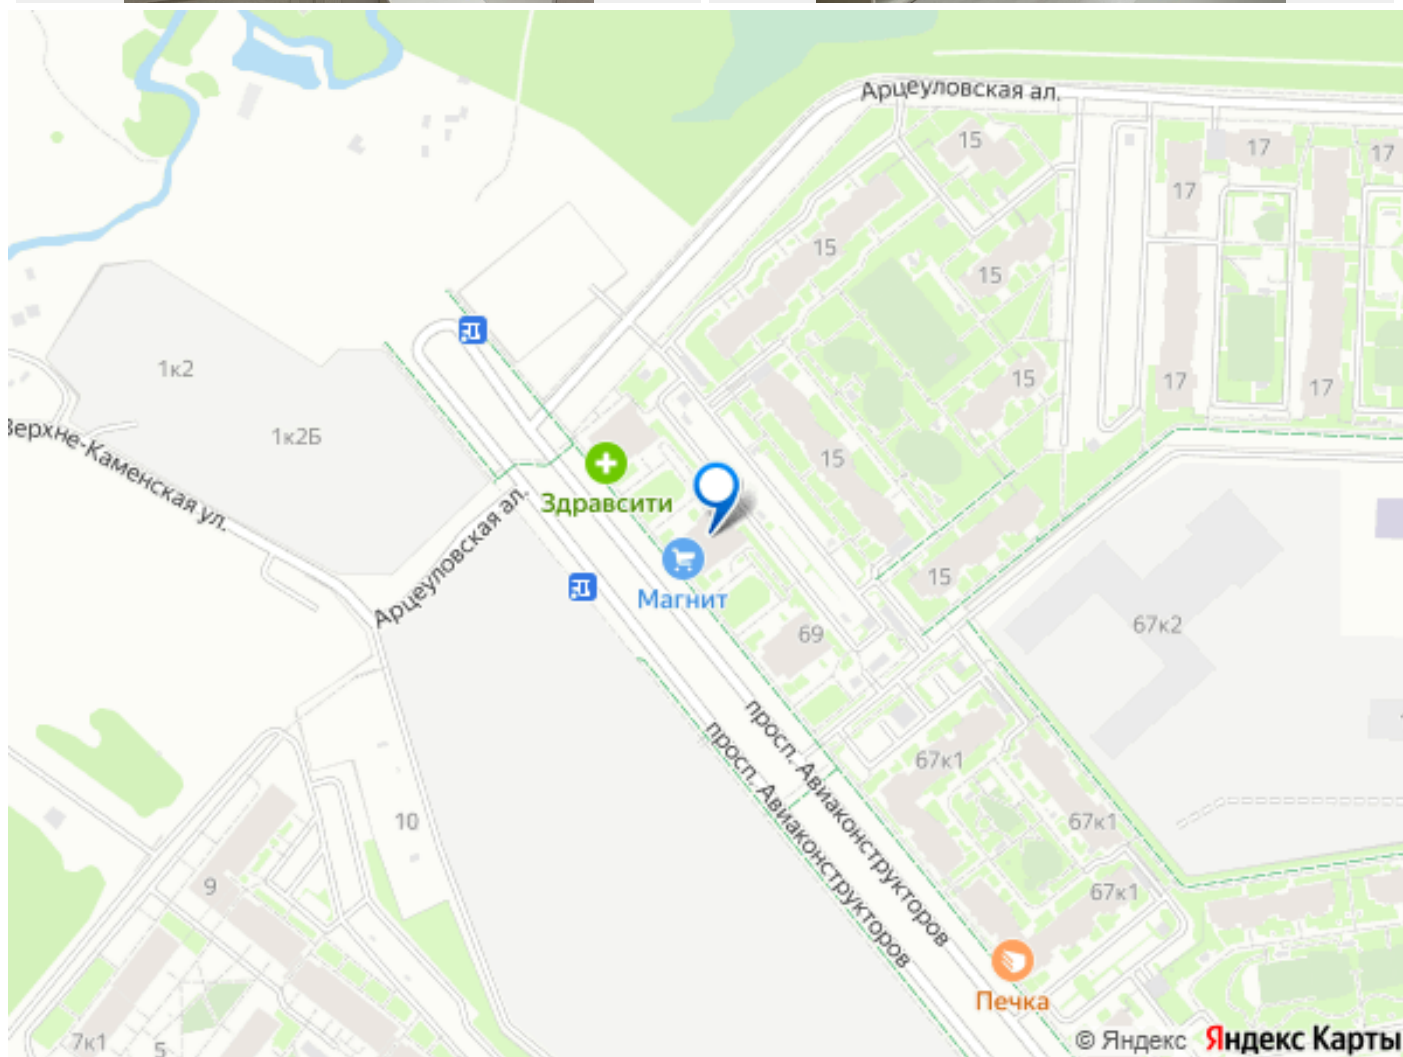 Арцеуловская ал.
15
17
17
17
15
15
1к2
15
17
17
1к2Б
Верхне-Каменская ул.
15
Здравсити
Арцеуловская ал.
15
Магнит
67к2
69
просп. Авиаконструкторов
просп. Авиаконструкторов
67к1
10
67к1
9
67к1
Печка
7к1
5
© Яндекс Яндекс Карты